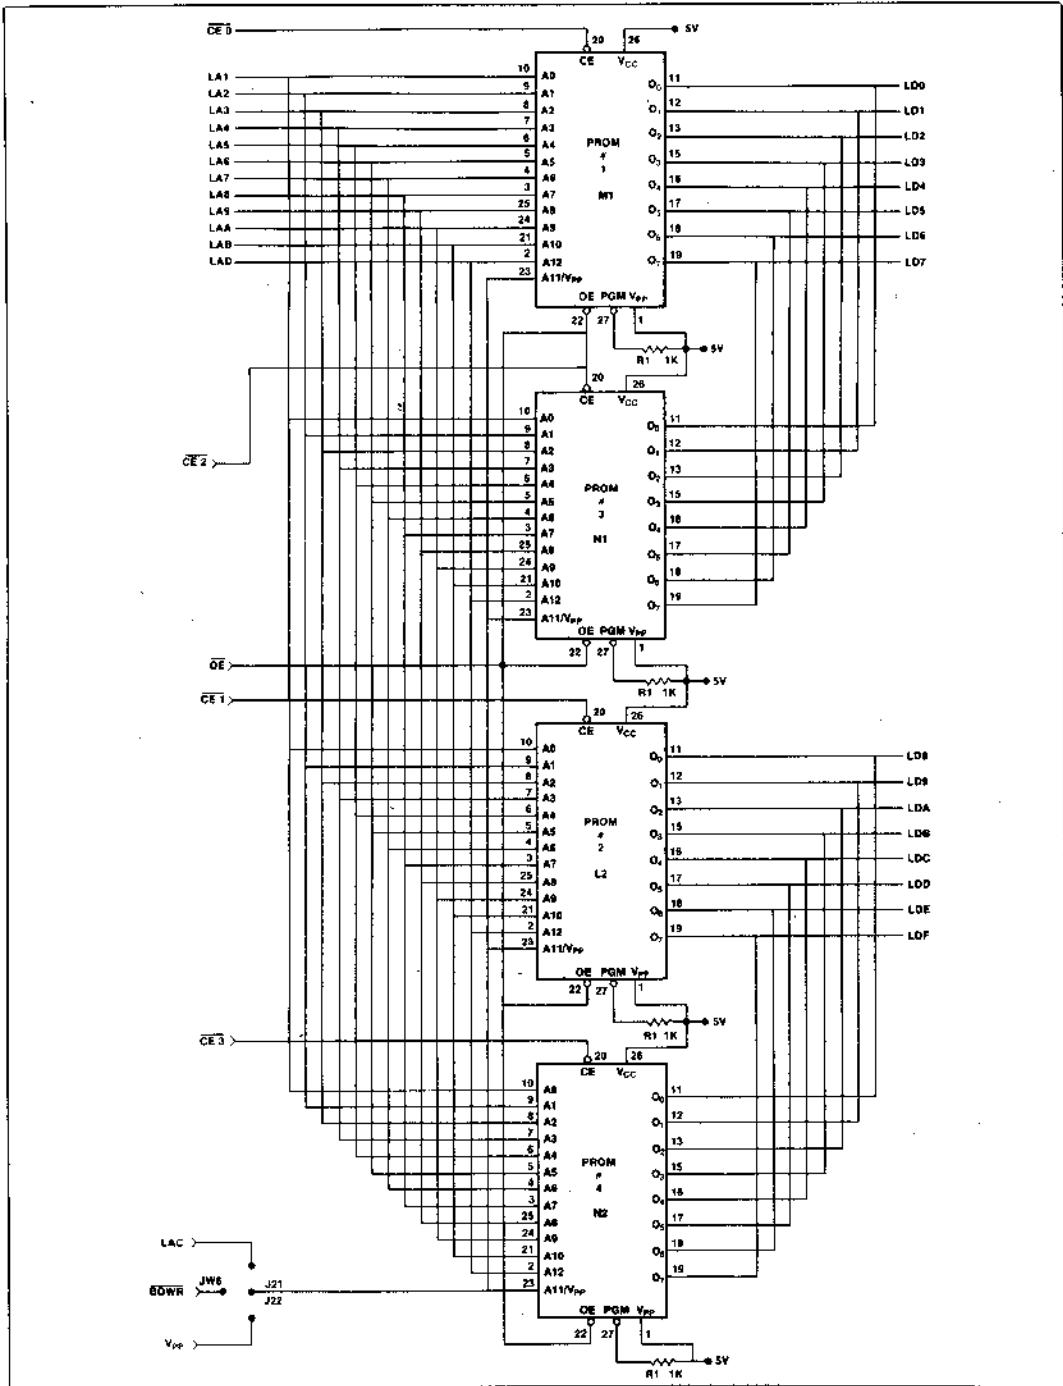 CE 0
20 26 5V
CE VCC
LA1 10 A0 O0 11 LD0
LA2 9 A1
LA3 8 A2 O1 12 LD1
LA4 7 A3 O2 13 LD2
LA5 6 A4 PROM
LA6 5 A5 # O3 15 LD3
LA7 4 A6 1 O4 16 LD4
LA8 3 A7 M1
LA9 25 A8 O5 17 LD5
LAA 24 A9
LAB 21 A10 O6 18 LD6
LAD 2 A12 O7 19 LD7
23 A11/VPP
OE PGM VPP
22 27 1
R1 1K 5V
20 26
CE VCC
10 A0 O0 11
9 A1
8 A2 O1 12
CE 2
7 A3 O2 13
6 A4 PROM
5 A5 # O3 15
4 A6 3 O4 16
3 A7 N1
25 A8 O5 17
24 A9
21 A10 O6 18
2 A12 O7 19
23 A11/VPP
OE PGM VPP
22 27 1
OE
R1 1K 5V
CE 1
20 26
CE VCC
10 A0 O0 11 LD8
9 A1
8 A2 O1 12 LD9
7 A3 O2 13 LDA
6 A4 PROM
5 A5 # O3 15 LDB
4 A6 2 O4 16 LDC
3 A7 L2
25 A8 O5 17 LDD
24 A9
21 A10 O6 18 LDE
2 A12 O7 19 LDF
23 A11/VPP
OE PGM VPP
22 27 1
R1 1K 5V
CE 3
20 26
CE VCC
10 A0 O0 11
9 A1
8 A2 O1 12
7 A3 O2 13
6 A4 PROM
5 A5 # O3 15
4 A6 4 O4 16
3 A7 N2
25 A8 O5 17
24 A9
21 A10 O6 18
2 A12 O7 19
23 A11/VPP
LAC
BDWR JW6 J21
J22
VPP
OE PGM VPP
22 27 1
R1 1K 5V